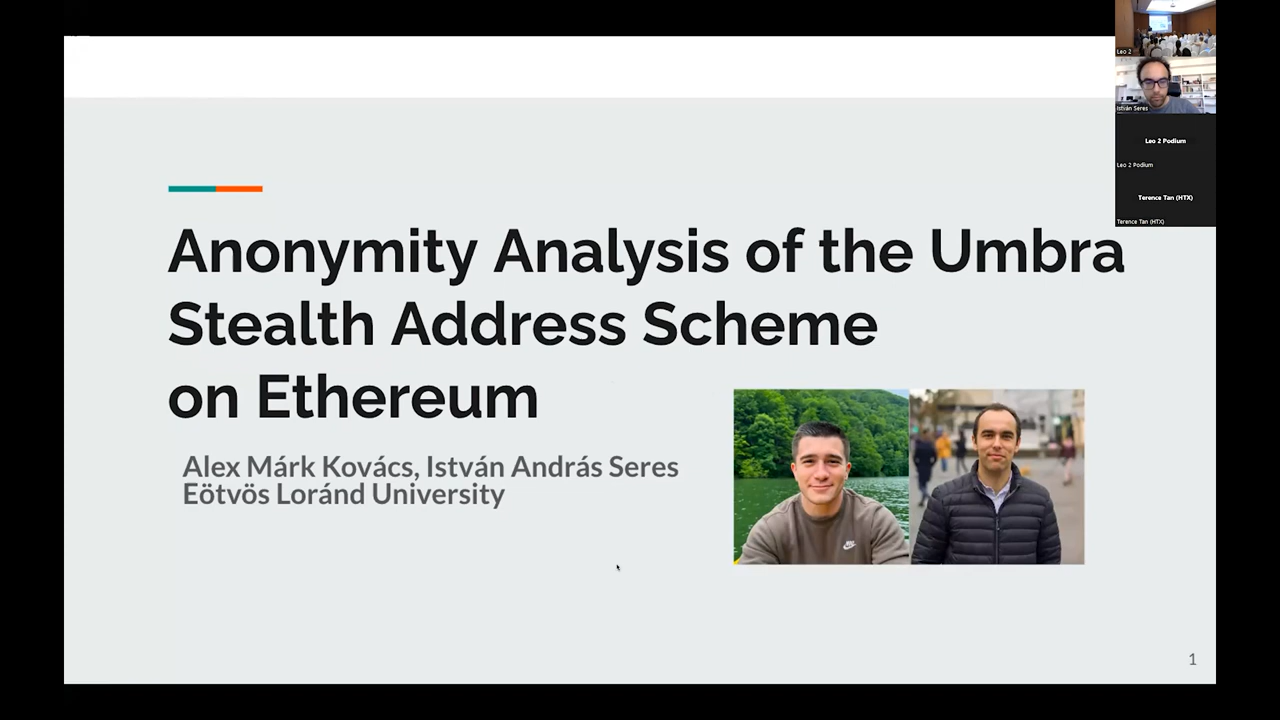 Anonymity Analysis of the Umbra
Stealth Address Scheme
on Ethereum
Alex Márk Kovács, István András Seres
Eötvös Loránd University
1
Leo 2
István Seres
Leo 2 Podium
Leo 2 Podium
Terence Tan (HTX)
Terence Tan (HTX)